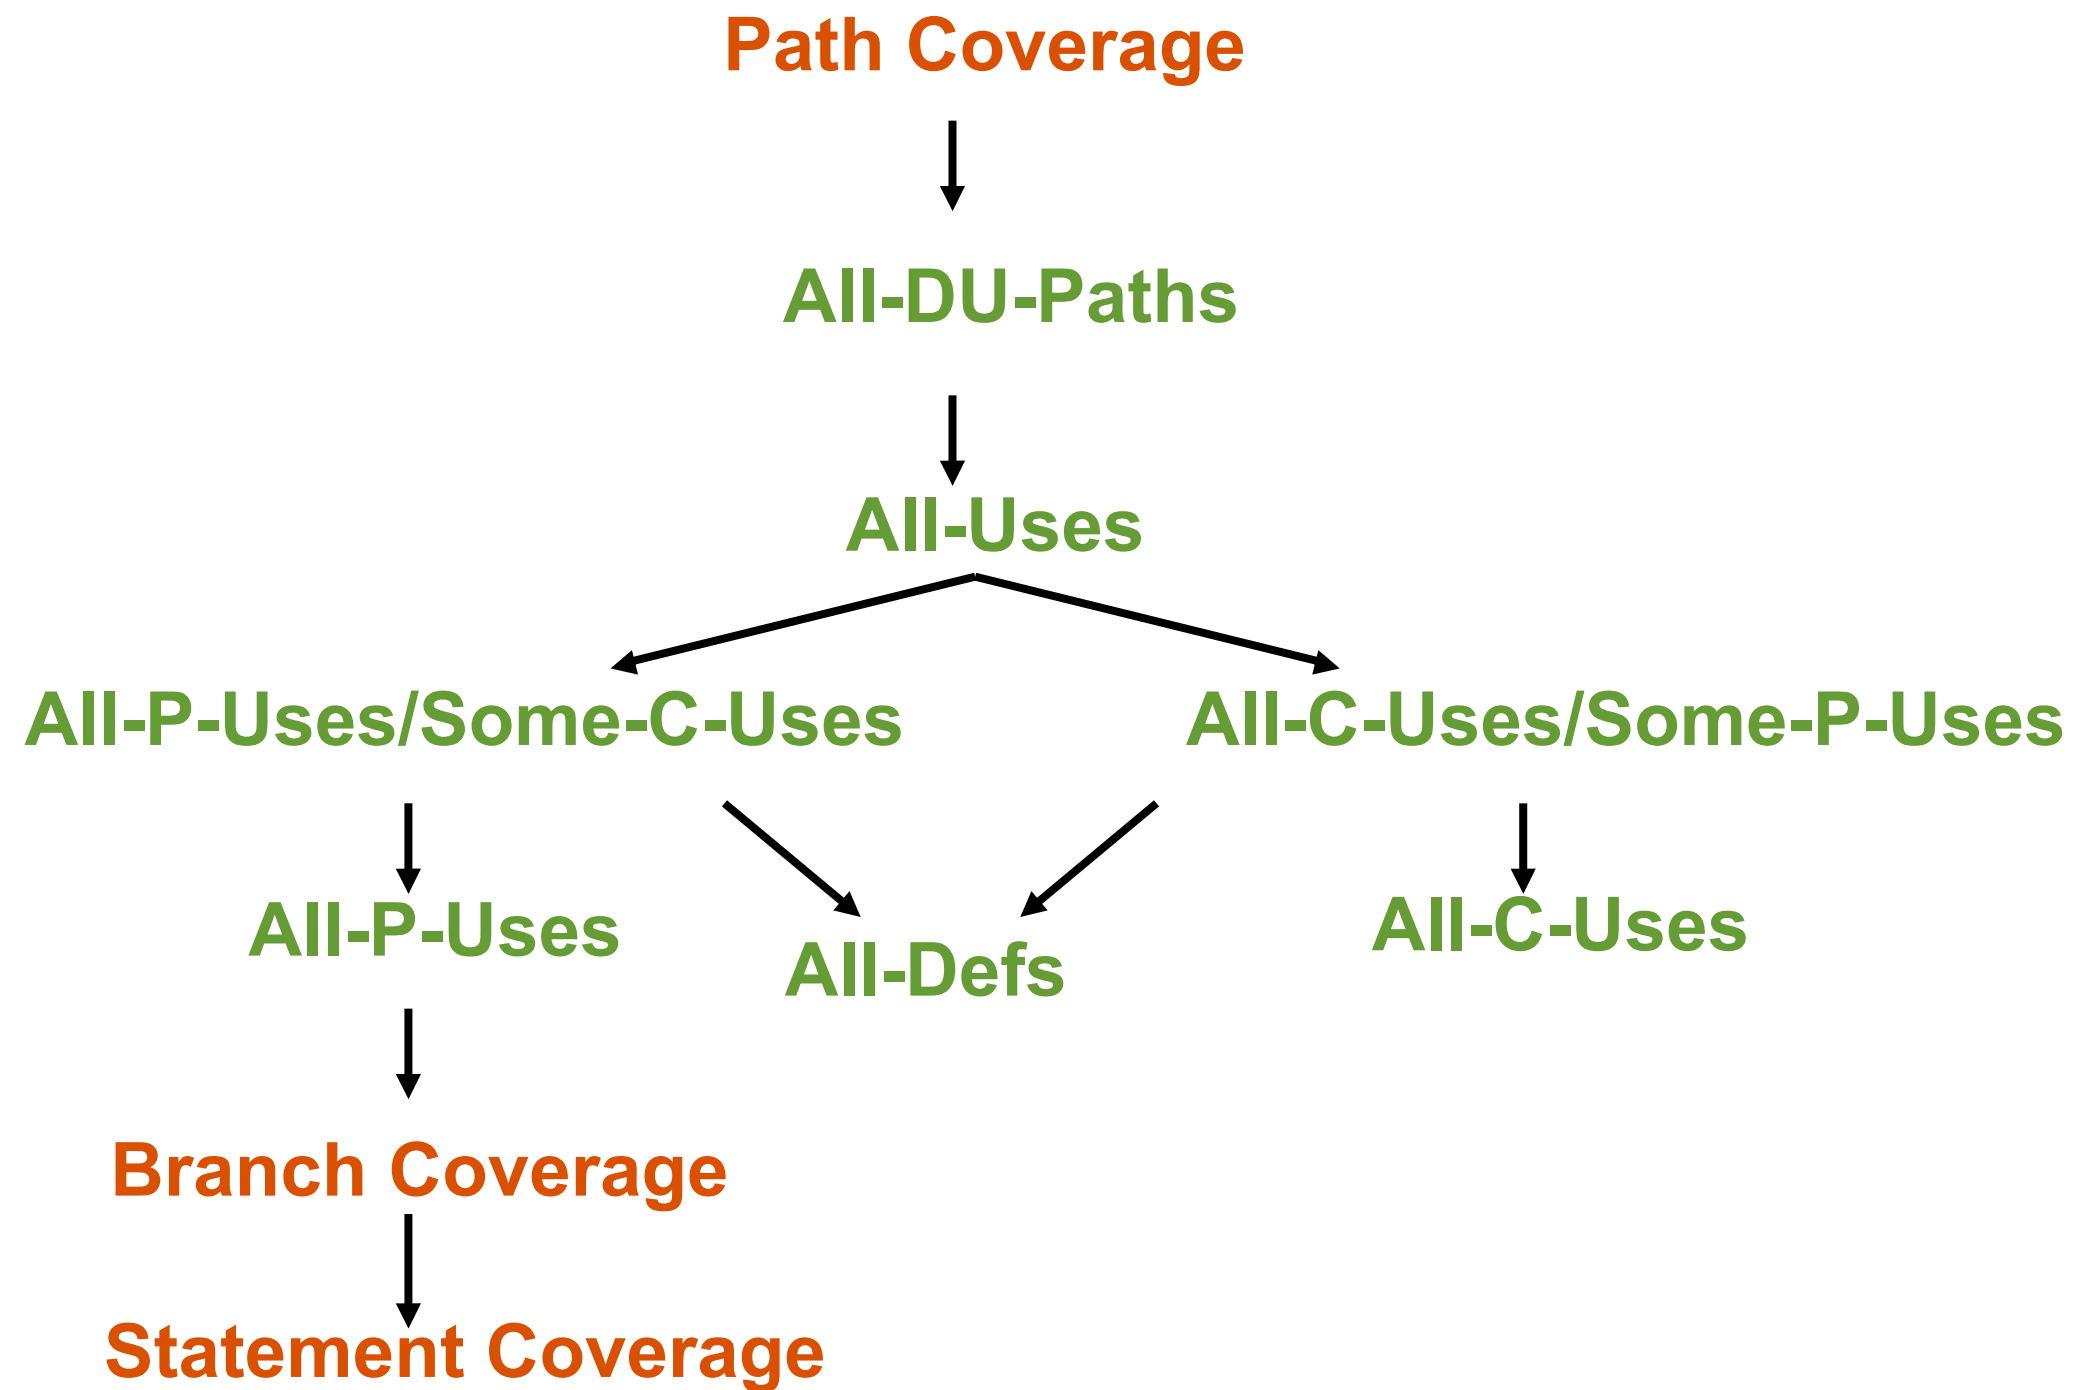 Path Coverage
All-DU-Paths
All-Uses
All-P-Uses/Some-C-Uses
All-C-Uses/Some-P-Uses
All-P-Uses
All-Defs
All-C-Uses
Branch Coverage
Statement Coverage